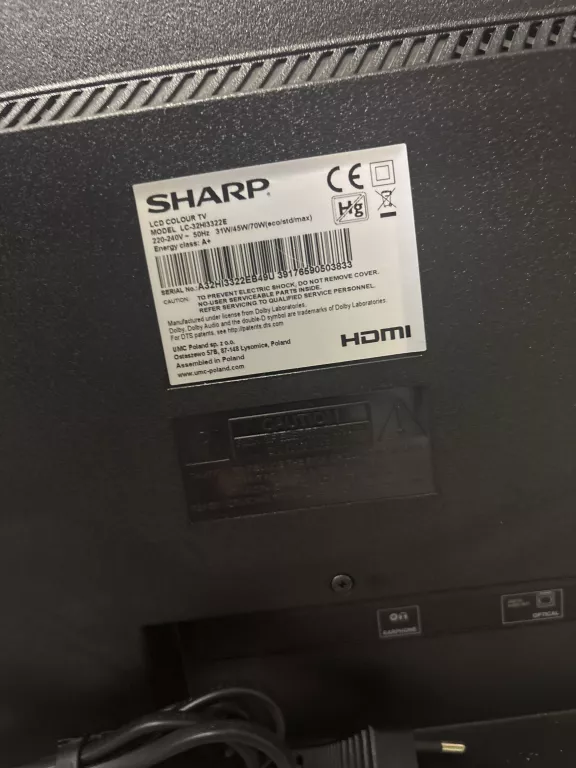 SHARP
LCD COLOUR TV
MODEL LC-32HI3322E
220-240V ~ 50Hz 31W/45W/70W(eco/std/max)
Energy class: A+
Hg
SERIAL No.: A32HI3322EB49U 39176590503833
CAUTION: TO PREVENT ELECTRIC SHOCK, DO NOT REMOVE COVER.
NO-USER SERVICEABLE PARTS INSIDE.
REFER SERVICING TO QUALIFIED SERVICE PERSONNEL.
Manufactured under license from Dolby Laboratories.
Dolby, Dolby Audio and the double-D symbol are trademarks of Dolby Laboratories.
For DTS patents, see http://patents.dts.com
UMC Poland sp. z o.o.
Ostaszewo 57B, 87-148 Łysomice, Poland
Assembled in Poland
www.umc-poland.com
HDMI
CAUTION
EARPHONE
OPTICAL